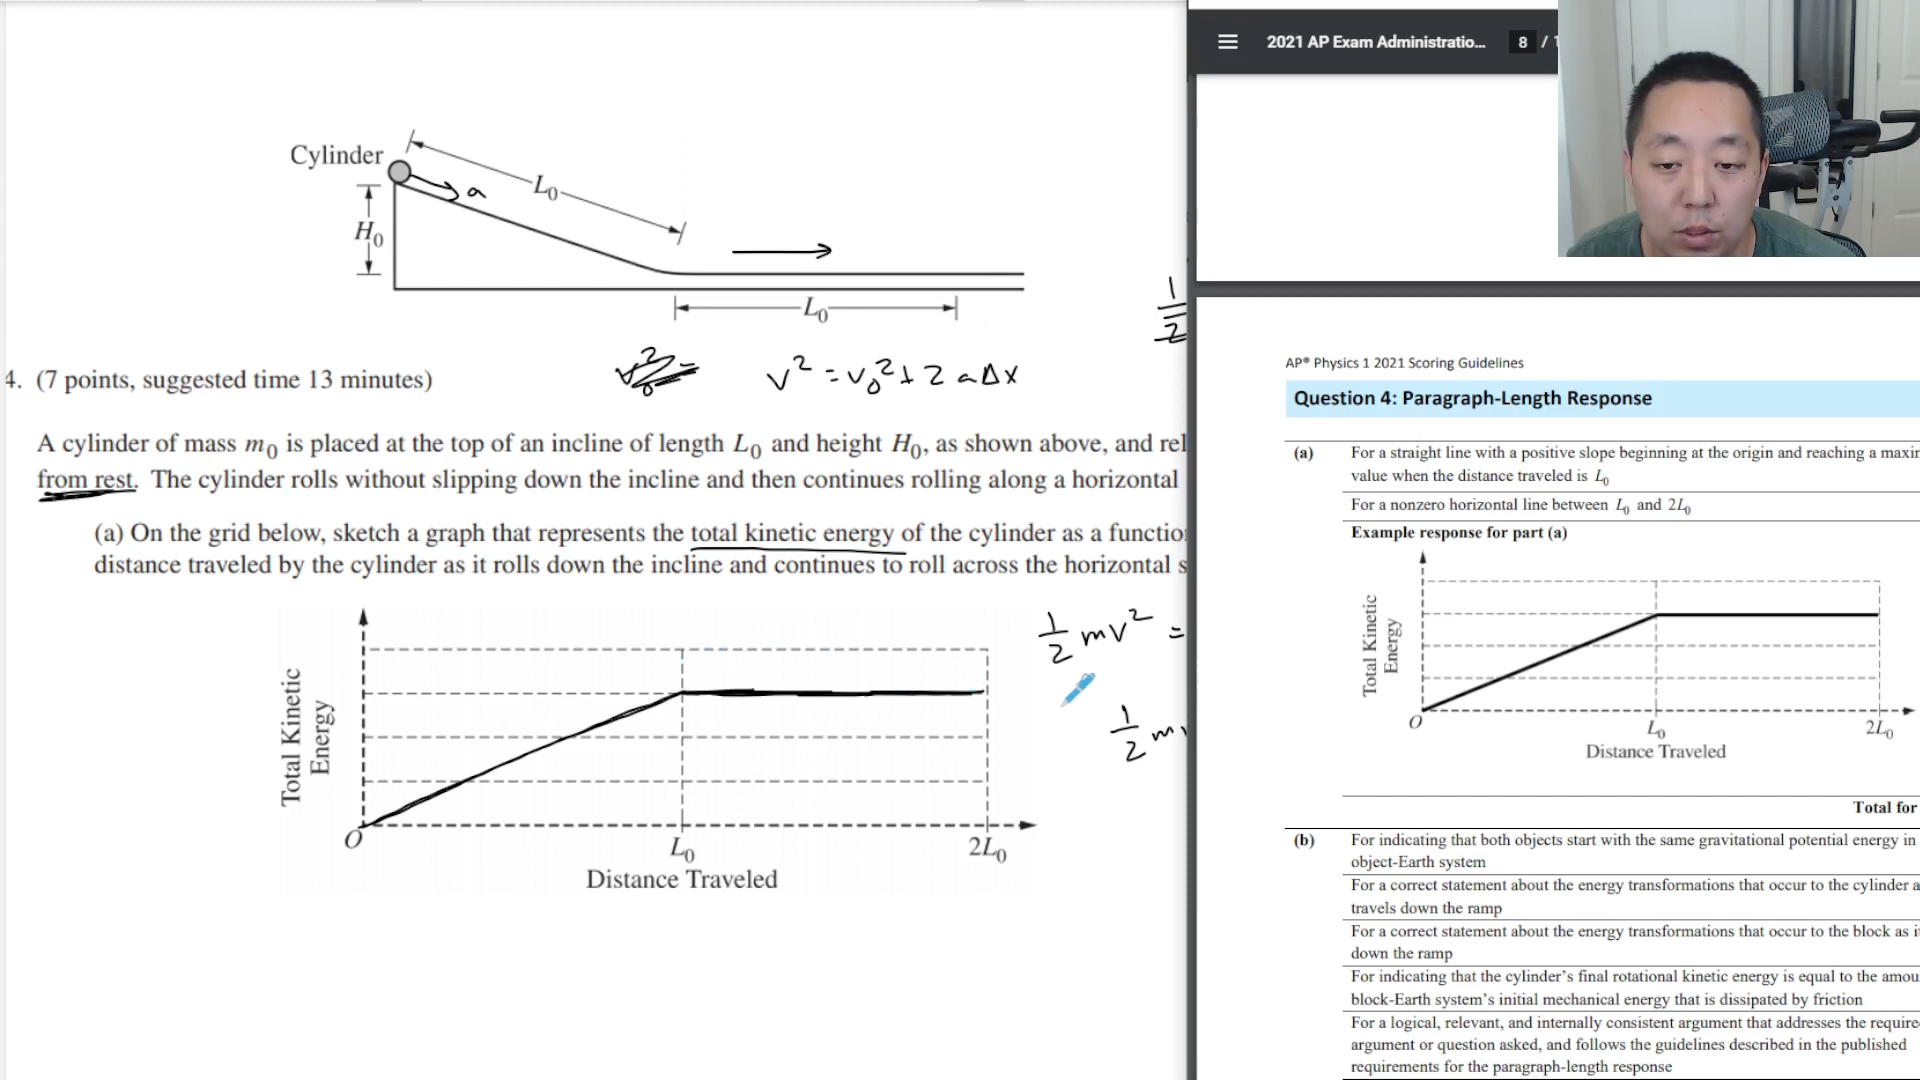 Cylinder
a
L₀
H₀
L₀
v₀² =
v² = v₀² + 2aΔx
1/2
4. (7 points, suggested time 13 minutes)
A cylinder of mass m₀ is placed at the top of an incline of length L₀ and height H₀, as shown above, and rel
from rest. The cylinder rolls without slipping down the incline and then continues rolling along a horizontal
(a) On the grid below, sketch a graph that represents the total kinetic energy of the cylinder as a functio
distance traveled by the cylinder as it rolls down the incline and continues to roll across the horizontal s
Total Kinetic
Energy
O
L₀
2L₀
Distance Traveled
1/2 mv² =
1/2 m
2021 AP Exam Administratio... 8 / 1
AP® Physics 1 2021 Scoring Guidelines
Question 4: Paragraph-Length Response
(a) For a straight line with a positive slope beginning at the origin and reaching a maxi
value when the distance traveled is L₀
For a nonzero horizontal line between L₀ and 2L₀
Example response for part (a)
Total Kinetic
Energy
O
L₀
2L₀
Distance Traveled
Total for
(b) For indicating that both objects start with the same gravitational potential energy in
object-Earth system
For a correct statement about the energy transformations that occur to the cylinder a
travels down the ramp
For a correct statement about the energy transformations that occur to the block as i
down the ramp
For indicating that the cylinder's final rotational kinetic energy is equal to the amou
block-Earth system's initial mechanical energy that is dissipated by friction
For a logical, relevant, and internally consistent argument that addresses the require
argument or question asked, and follows the guidelines described in the published
requirements for the paragraph-length response